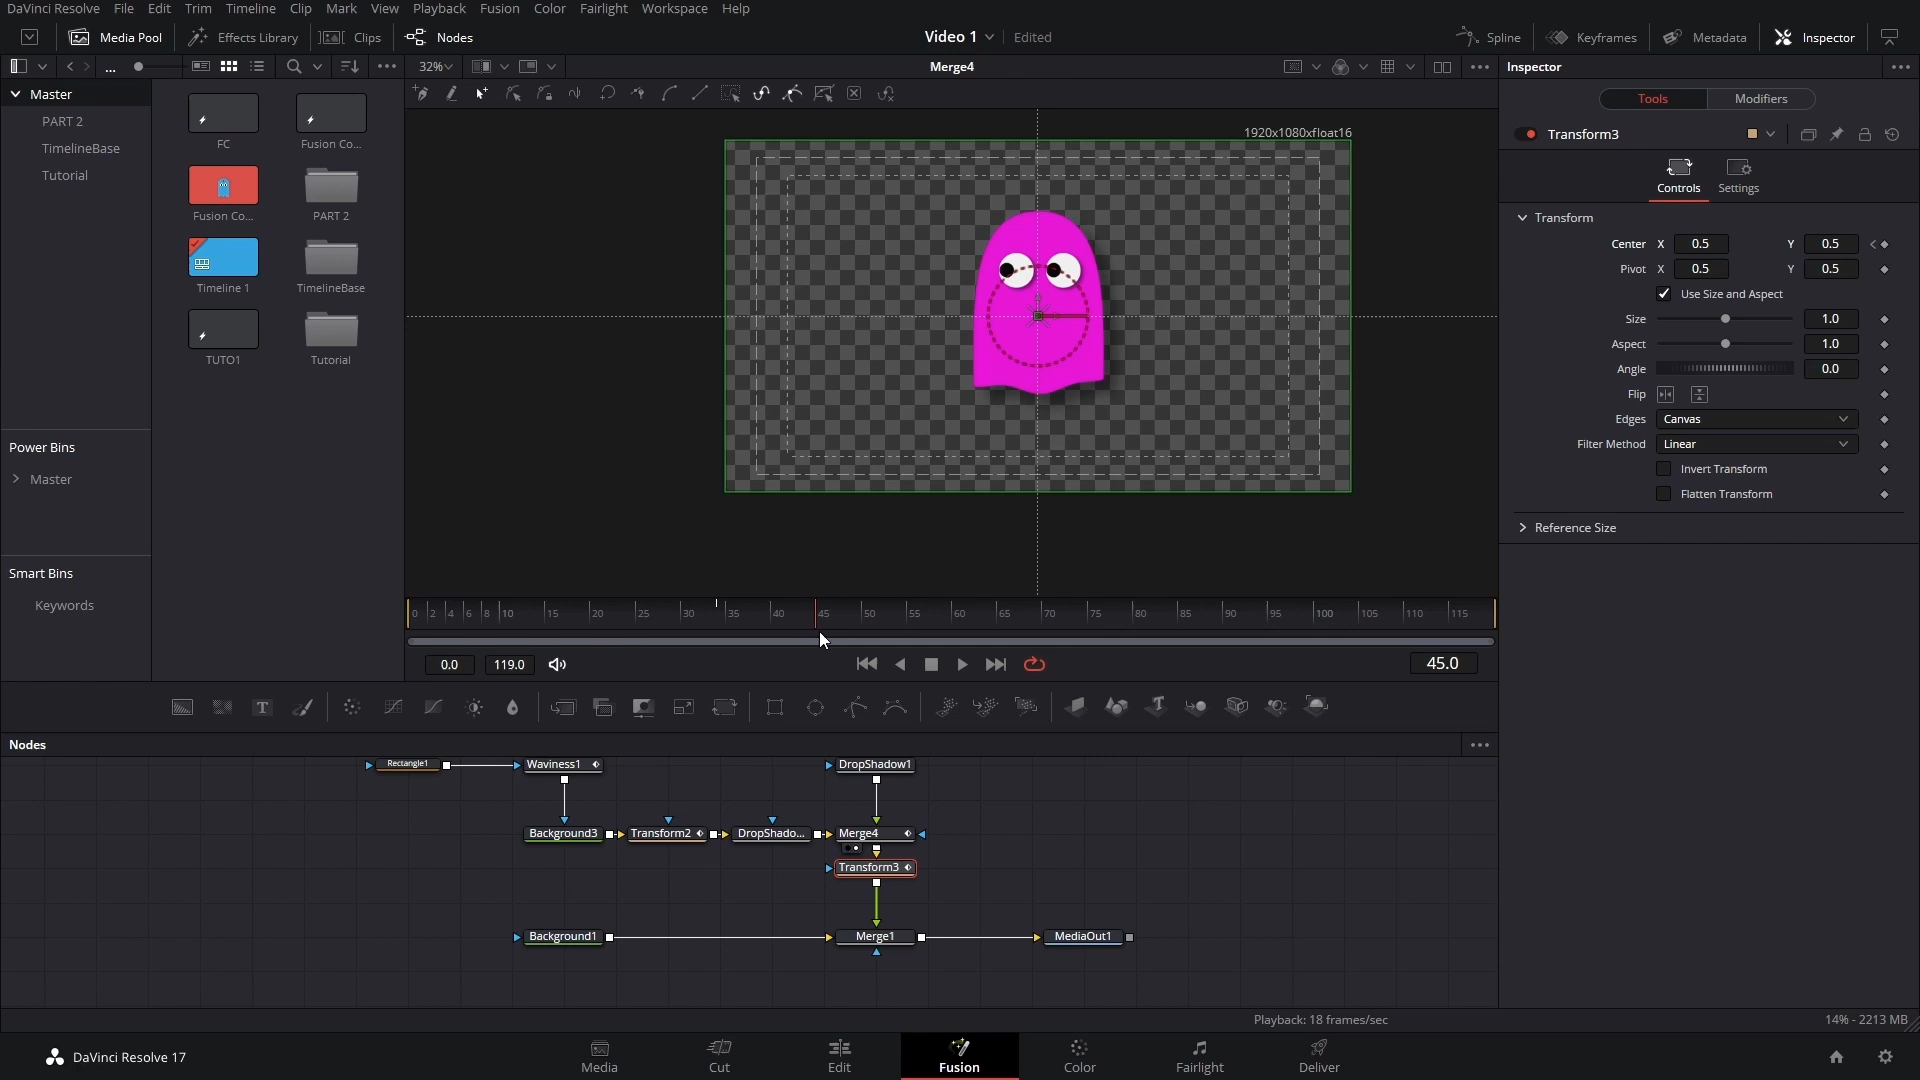 DaVinci Resolve File Edit Trim Timeline Clip Mark View Playback Fusion Color Fairlight Workspace Help
Media Pool Effects Library Clips Nodes Video 1 Edited Spline Keyframes Metadata Inspector
... 32% Merge4 Inspector
Master
PART 2
TimelineBase
Tutorial
FC Fusion Co...
Fusion Co... PART 2
Timeline 1 TimelineBase
TUTO1 Tutorial
Power Bins
Master
Smart Bins
Keywords
1920x1080xfloat16
0 2 4 6 8 10 15 20 25 30 35 40 45 50 55 60 65 70 75 80 85 90 95 100 105 110 115
0.0 119.0 45.0
Tools Modifiers
Transform3
Controls Settings
Transform
Center X 0.5 Y 0.5
Pivot X 0.5 Y 0.5
Use Size and Aspect
Size 1.0
Aspect 1.0
Angle 0.0
Flip
Edges Canvas
Filter Method Linear
Invert Transform
Flatten Transform
Reference Size
T T
Nodes
Rectangle1 Waviness1 DropShadow1
Background3 Transform2 DropShado... Merge4
Transform3
Background1 Merge1 MediaOut1
Playback: 18 frames/sec 14% - 2213 MB
DaVinci Resolve 17 Media Cut Edit Fusion Color Fairlight Deliver